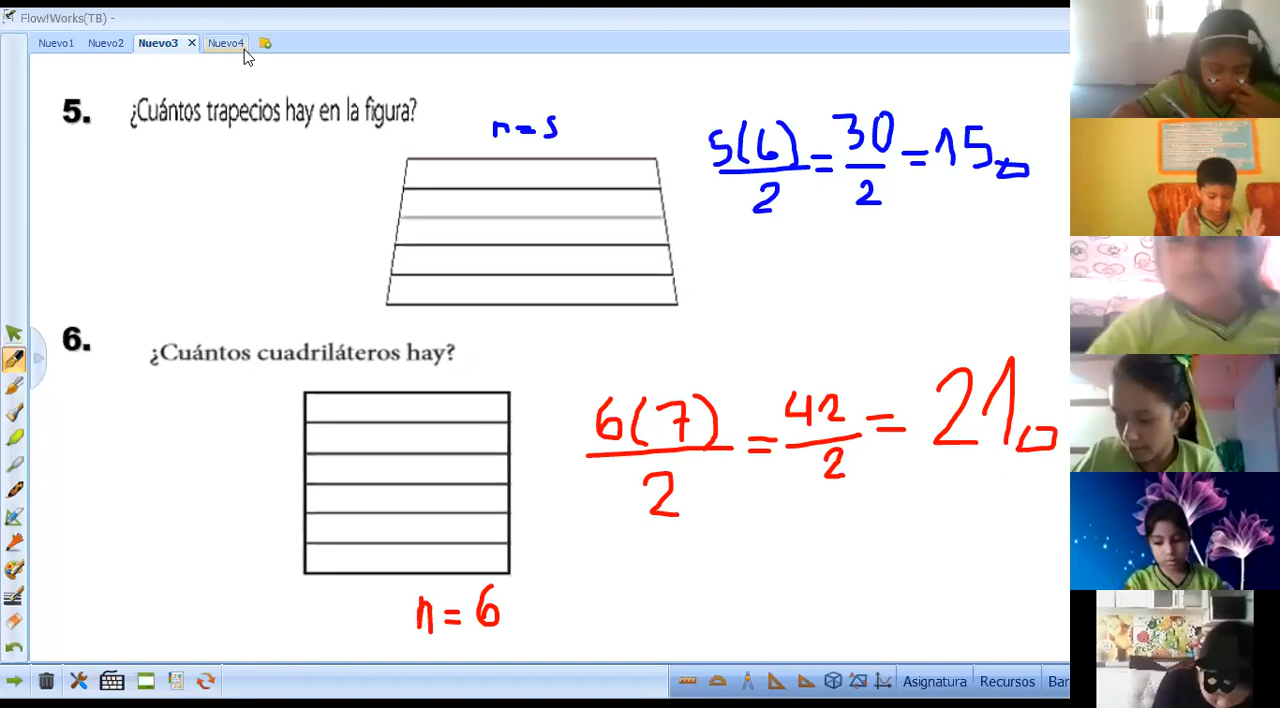 Flow!Works(TB) -
Nuevo1 Nuevo2 Nuevo3 Nuevo4
5. ¿Cuántos trapecios hay en la figura?
n = 5
5(6)/2 = 30/2 = 15
6. ¿Cuántos cuadriláteros hay?
6(7)/2 = 42/2 = 21
n = 6
Asignatura Recursos Bar